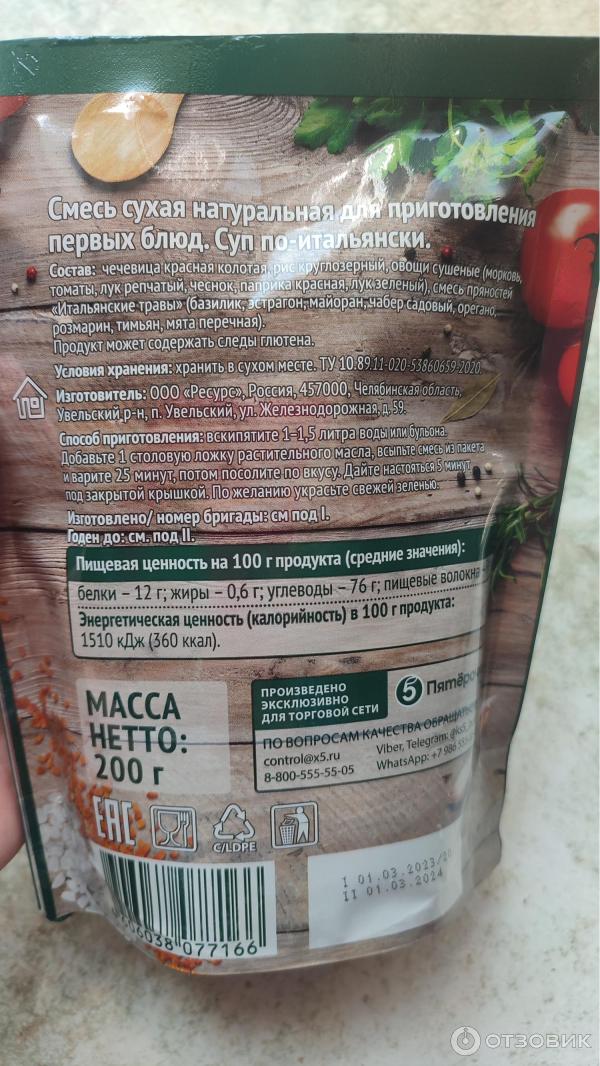 Смесь сухая натуральная для приготовления
первых блюд. Суп по-итальянски.
Состав: чечевица красная колотая, рис круглозерный, овощи сушеные (морковь,
томаты, лук репчатый, чеснок, паприка красная, лук зеленый), смесь пряностей
«Итальянские травы» (базилик, эстрагон, майоран, чабер садовый, орегано,
розмарин, тимьян, мята перечная).
Продукт может содержать следы глютена.
Условия хранения: хранить в сухом месте. ТУ 10.89.11-020-53860659-2020
Изготовитель: ООО «Ресурс», Россия, 457000, Челябинская область,
Увельский р-н, п. Увельский, ул. Железнодорожная, д. 59.
Способ приготовления: вскипятите 1-1,5 литра воды или бульона.
Добавьте 1 столовую ложку растительного масла, всыпьте смесь из пакета
и варите 25 минут, потом посолите по вкусу. Дайте настояться 5 минут
под закрытой крышкой. По желанию украсьте свежей зеленью.
Изготовлено/ номер бригады: см под I.
Годен до: см. под II.
Пищевая ценность на 100 г продукта (средние значения):
белки – 12 г; жиры – 0,6 г; углеводы – 76 г; пищевые волокна –
Энергетическая ценность (калорийность) в 100 г продукта:
1510 кДж (360 ккал).
МАССА
НЕТТО:
200 г
ПРОИЗВЕДЕНО
ЭКСКЛЮЗИВНО
ДЛЯ ТОРГОВОЙ СЕТИ
5 Пятёро
ПО ВОПРОСАМ КАЧЕСТВА ОБРАЩАТЬ
control@x5.ru
8-800-555-55-05
Viber, Telegram:
WhatsApp: +7 986
ЕАС
C/LDPE
I 01.03.2023/
II 01.03.2024
6038 077166
ОТЗОВИК